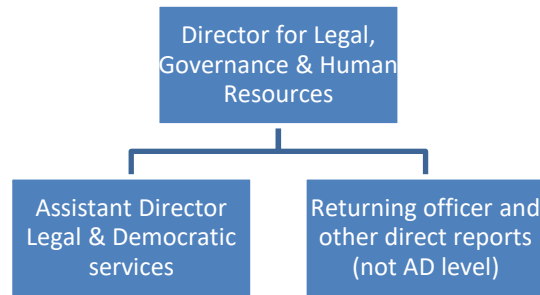 Director for Legal,
Governance & Human
Resources
Assistant Director
Legal & Democratic
services
Returning officer and
other direct reports
(not AD level)